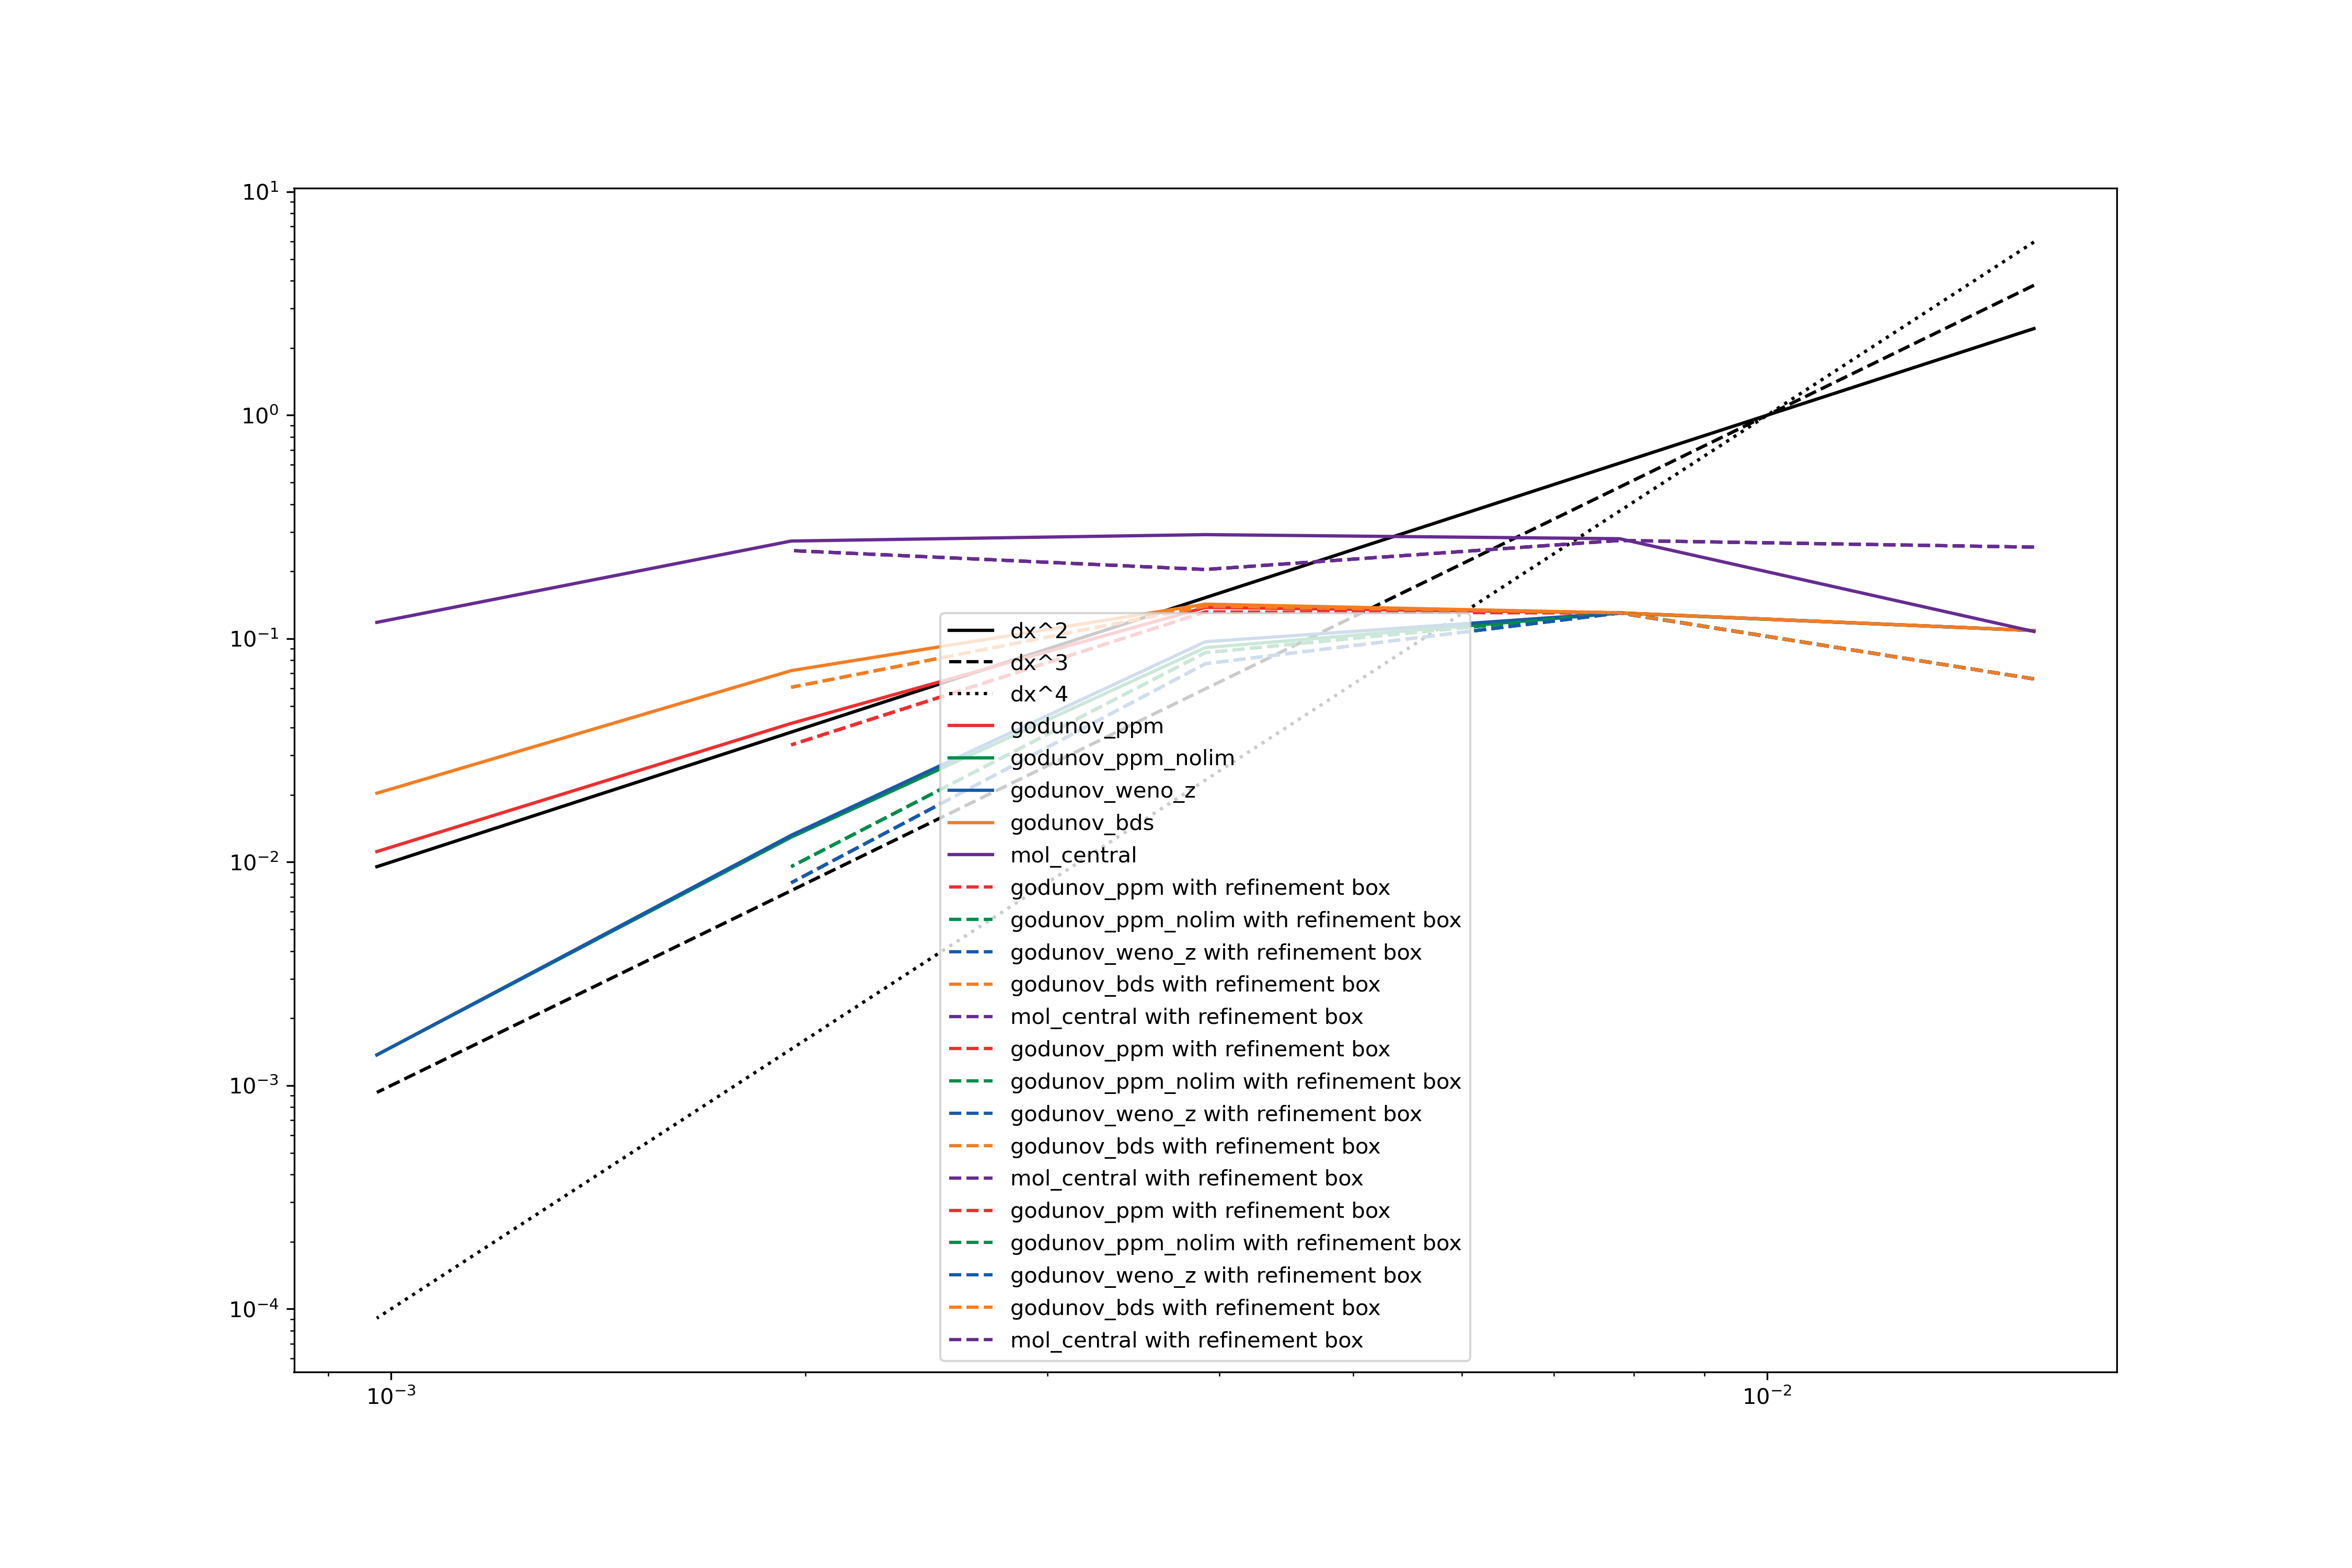 10^1
10^0
10^-1
10^-2
10^-3
10^-4
dx^2
dx^3
dx^4
godunov_ppm
godunov_ppm_nolim
godunov_weno_z
godunov_bds
mol_central
godunov_ppm with refinement box
godunov_ppm_nolim with refinement box
godunov_weno_z with refinement box
godunov_bds with refinement box
mol_central with refinement box
godunov_ppm with refinement box
godunov_ppm_nolim with refinement box
godunov_weno_z with refinement box
godunov_bds with refinement box
mol_central with refinement box
godunov_ppm with refinement box
godunov_ppm_nolim with refinement box
godunov_weno_z with refinement box
godunov_bds with refinement box
mol_central with refinement box
10^-3
10^-2